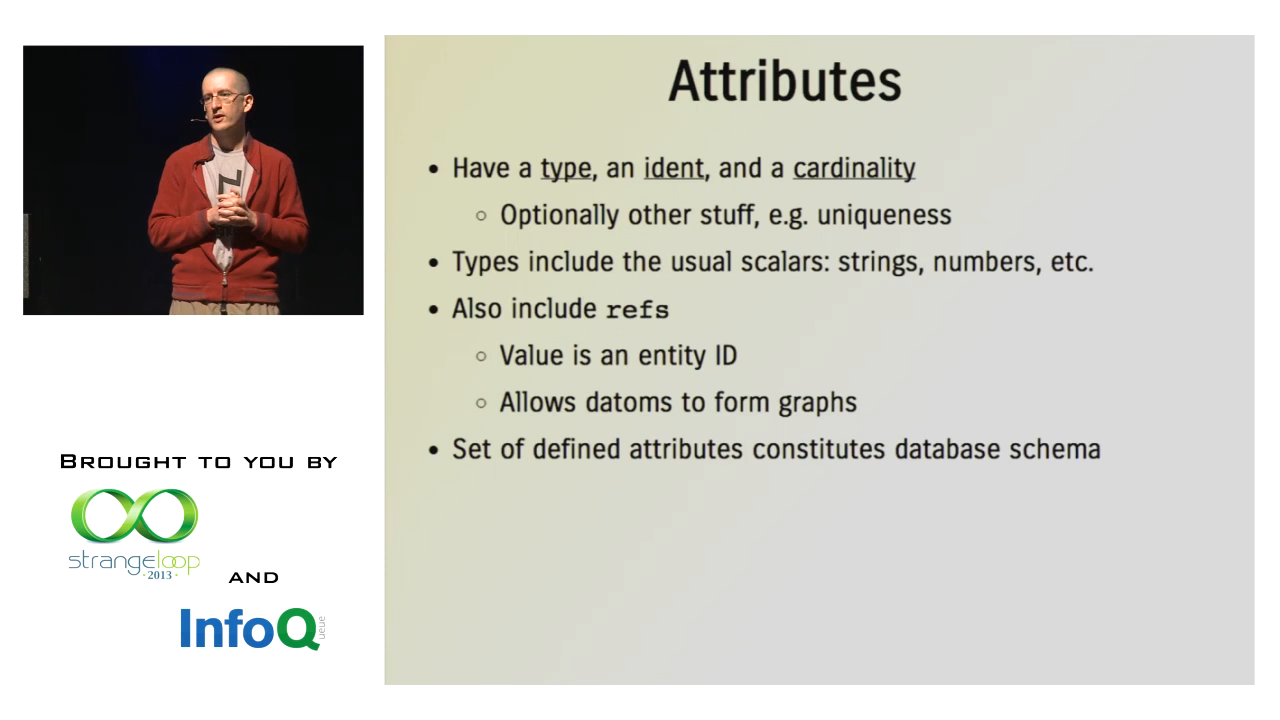 Attributes
• Have a type, an ident, and a cardinality
○ Optionally other stuff, e.g. uniqueness
• Types include the usual scalars: strings, numbers, etc.
• Also include refs
○ Value is an entity ID
○ Allows datoms to form graphs
• Set of defined attributes constitutes database schema
BROUGHT TO YOU BY
strangeloop
·2013·
AND
InfoQ
ueue